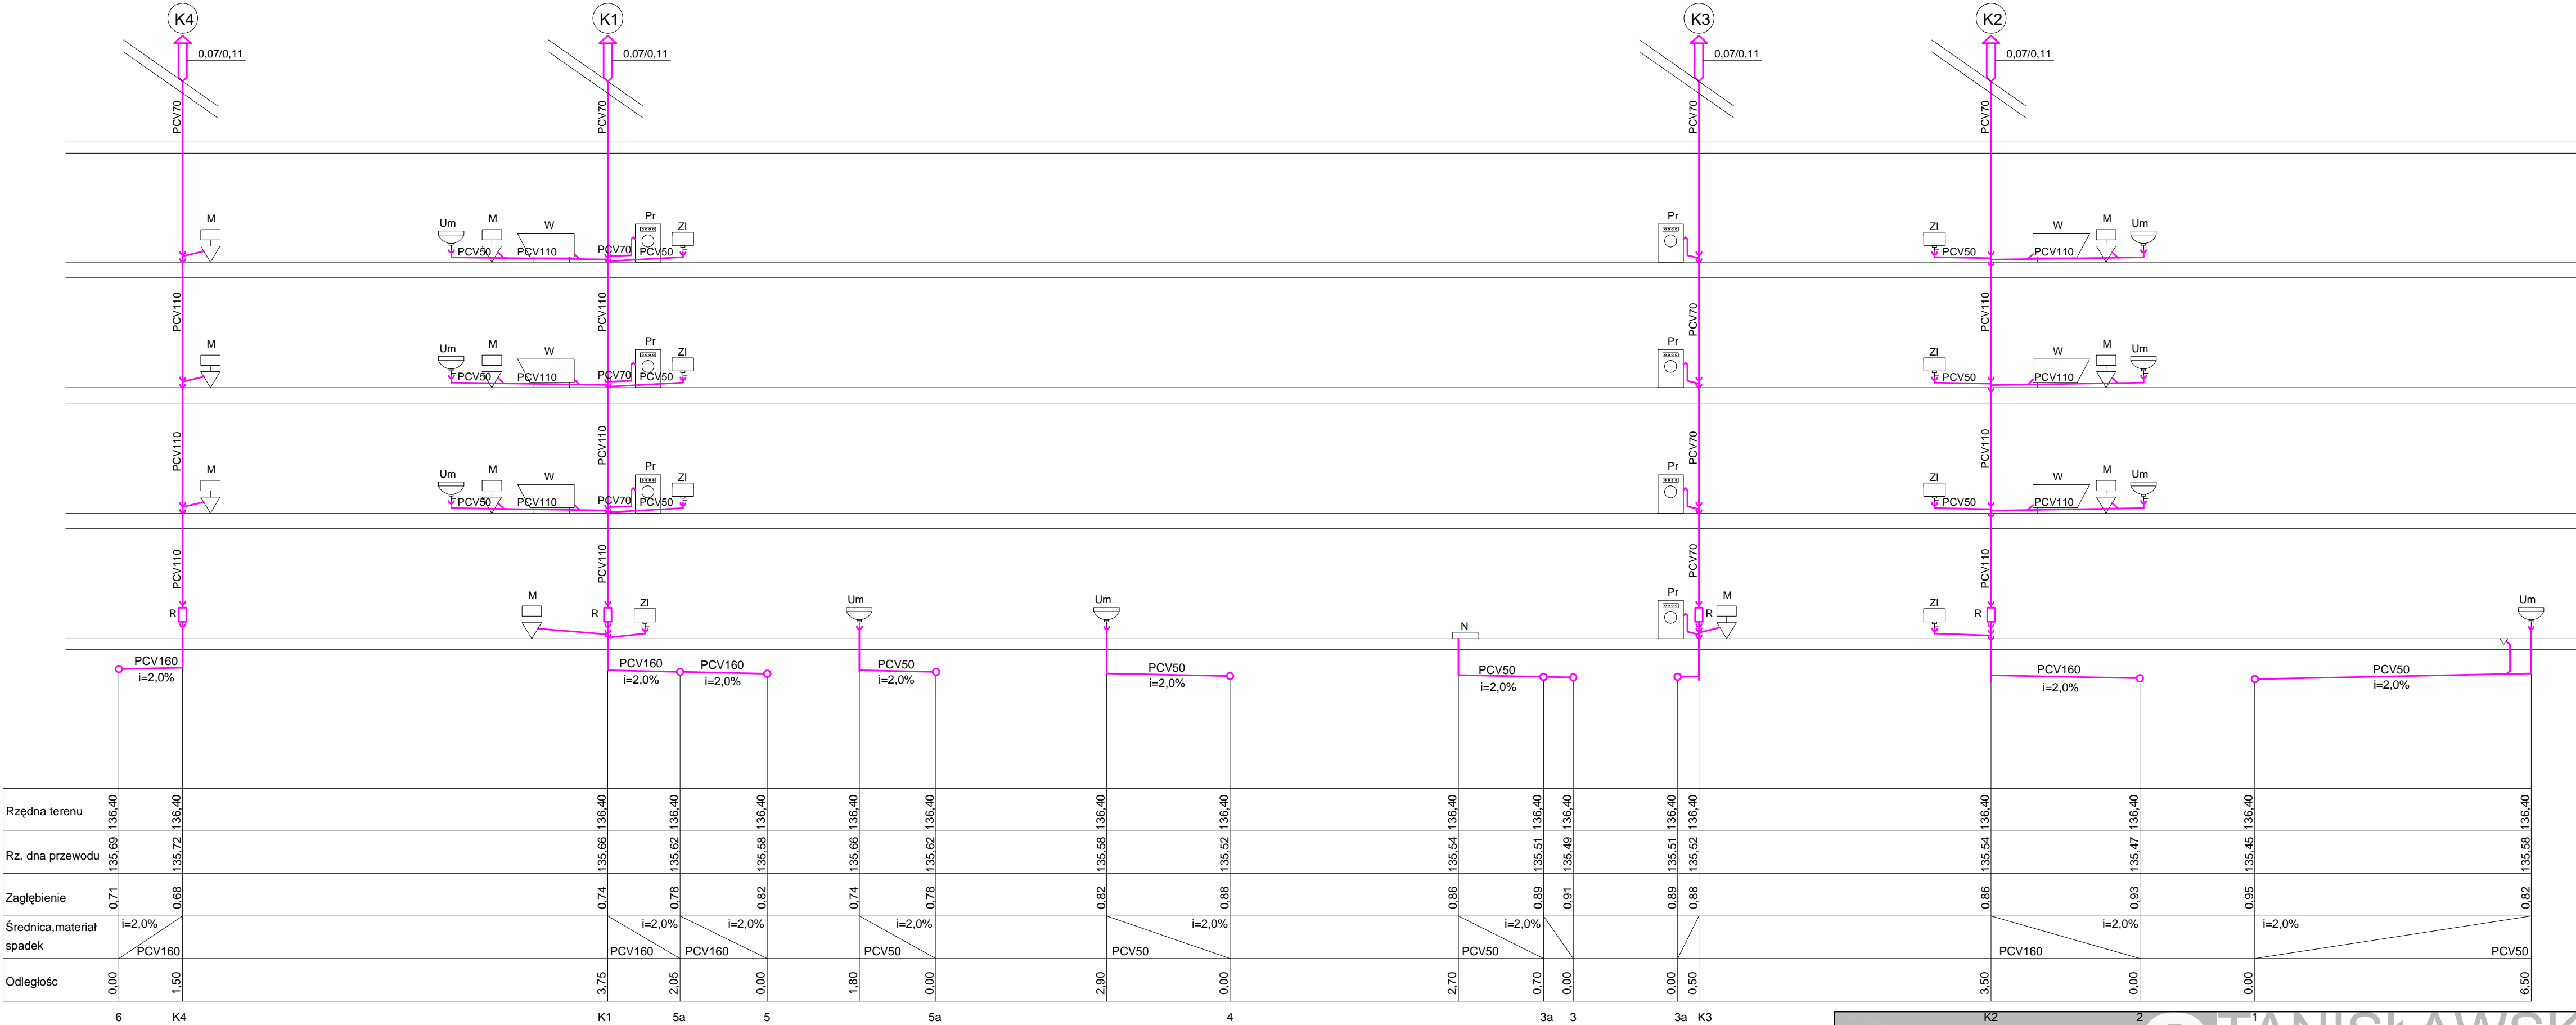 K4 K1 K3 K2
0,07/0,11 0,07/0,11 0,07/0,11 0,07/0,11
PCV70 PCV70 PCV70 PCV70
M Um M W Pr Zl Pr Zl W M Um
PCV50 PCV110 PCV70 PCV50 PCV50 PCV110
PCV110 PCV110 PCV70 PCV110
M Um M W Pr Zl Pr Zl W M Um
PCV50 PCV110 PCV70 PCV50 PCV50 PCV110
PCV110 PCV110 PCV70 PCV110
M Um M W Pr Zl Pr Zl W M Um
PCV50 PCV110 PCV70 PCV50 PCV50 PCV110
PCV110 PCV110 PCV70 PCV110
R M R Zl Um Um N Pr R M Zl R Um
PCV160 PCV160 PCV160 PCV50 PCV50 PCV50 PCV160 PCV50
i=2,0% i=2,0% i=2,0% i=2,0% i=2,0% i=2,0% i=2,0% i=2,0%
Rzędna terenu 136,40 136,40 136,40 136,40 136,40 136,40 136,40 136,40 136,40 136,40 136,40 136,40 136,40 136,40 136,40 136,40 136,40 136,40
Rz. dna przewodu 135,69 135,72 135,66 135,62 135,58 135,66 135,62 135,58 135,52 135,54 135,51 135,49 135,51 135,52 135,54 135,47 135,45 135,58
Zagłębienie 0,71 0,68 0,74 0,78 0,82 0,74 0,78 0,82 0,88 0,86 0,89 0,91 0,89 0,88 0,86 0,93 0,95 0,82
Średnica,materiał i=2,0% i=2,0% i=2,0% i=2,0% i=2,0% i=2,0% i=2,0% i=2,0%
spadek PCV160 PCV160 PCV160 PCV50 PCV50 PCV50 PCV160 PCV50
Odległośc 0,00 1,50 3,75 2,05 0,00 1,80 0,00 2,90 0,00 2,70 0,70 0,00 0,00 0,50 3,50 0,00 0,00 6,50
6 K4 K1 5a 5 5a 4 3a 3 3a K3 K2 2 1